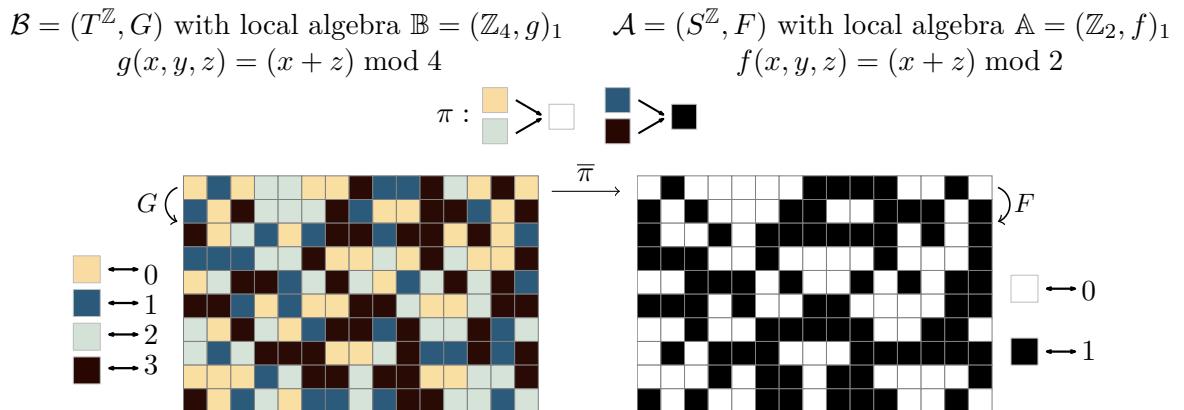 𝓑 = (T^ℤ, G) with local algebra 𝔹 = (ℤ₄, g)₁
g(x, y, z) = (x + z) mod 4
𝓐 = (S^ℤ, F) with local algebra 𝔸 = (ℤ₂, f)₁
f(x, y, z) = (x + z) mod 2
π :
π̅
G
F
0
1
2
3
0
1